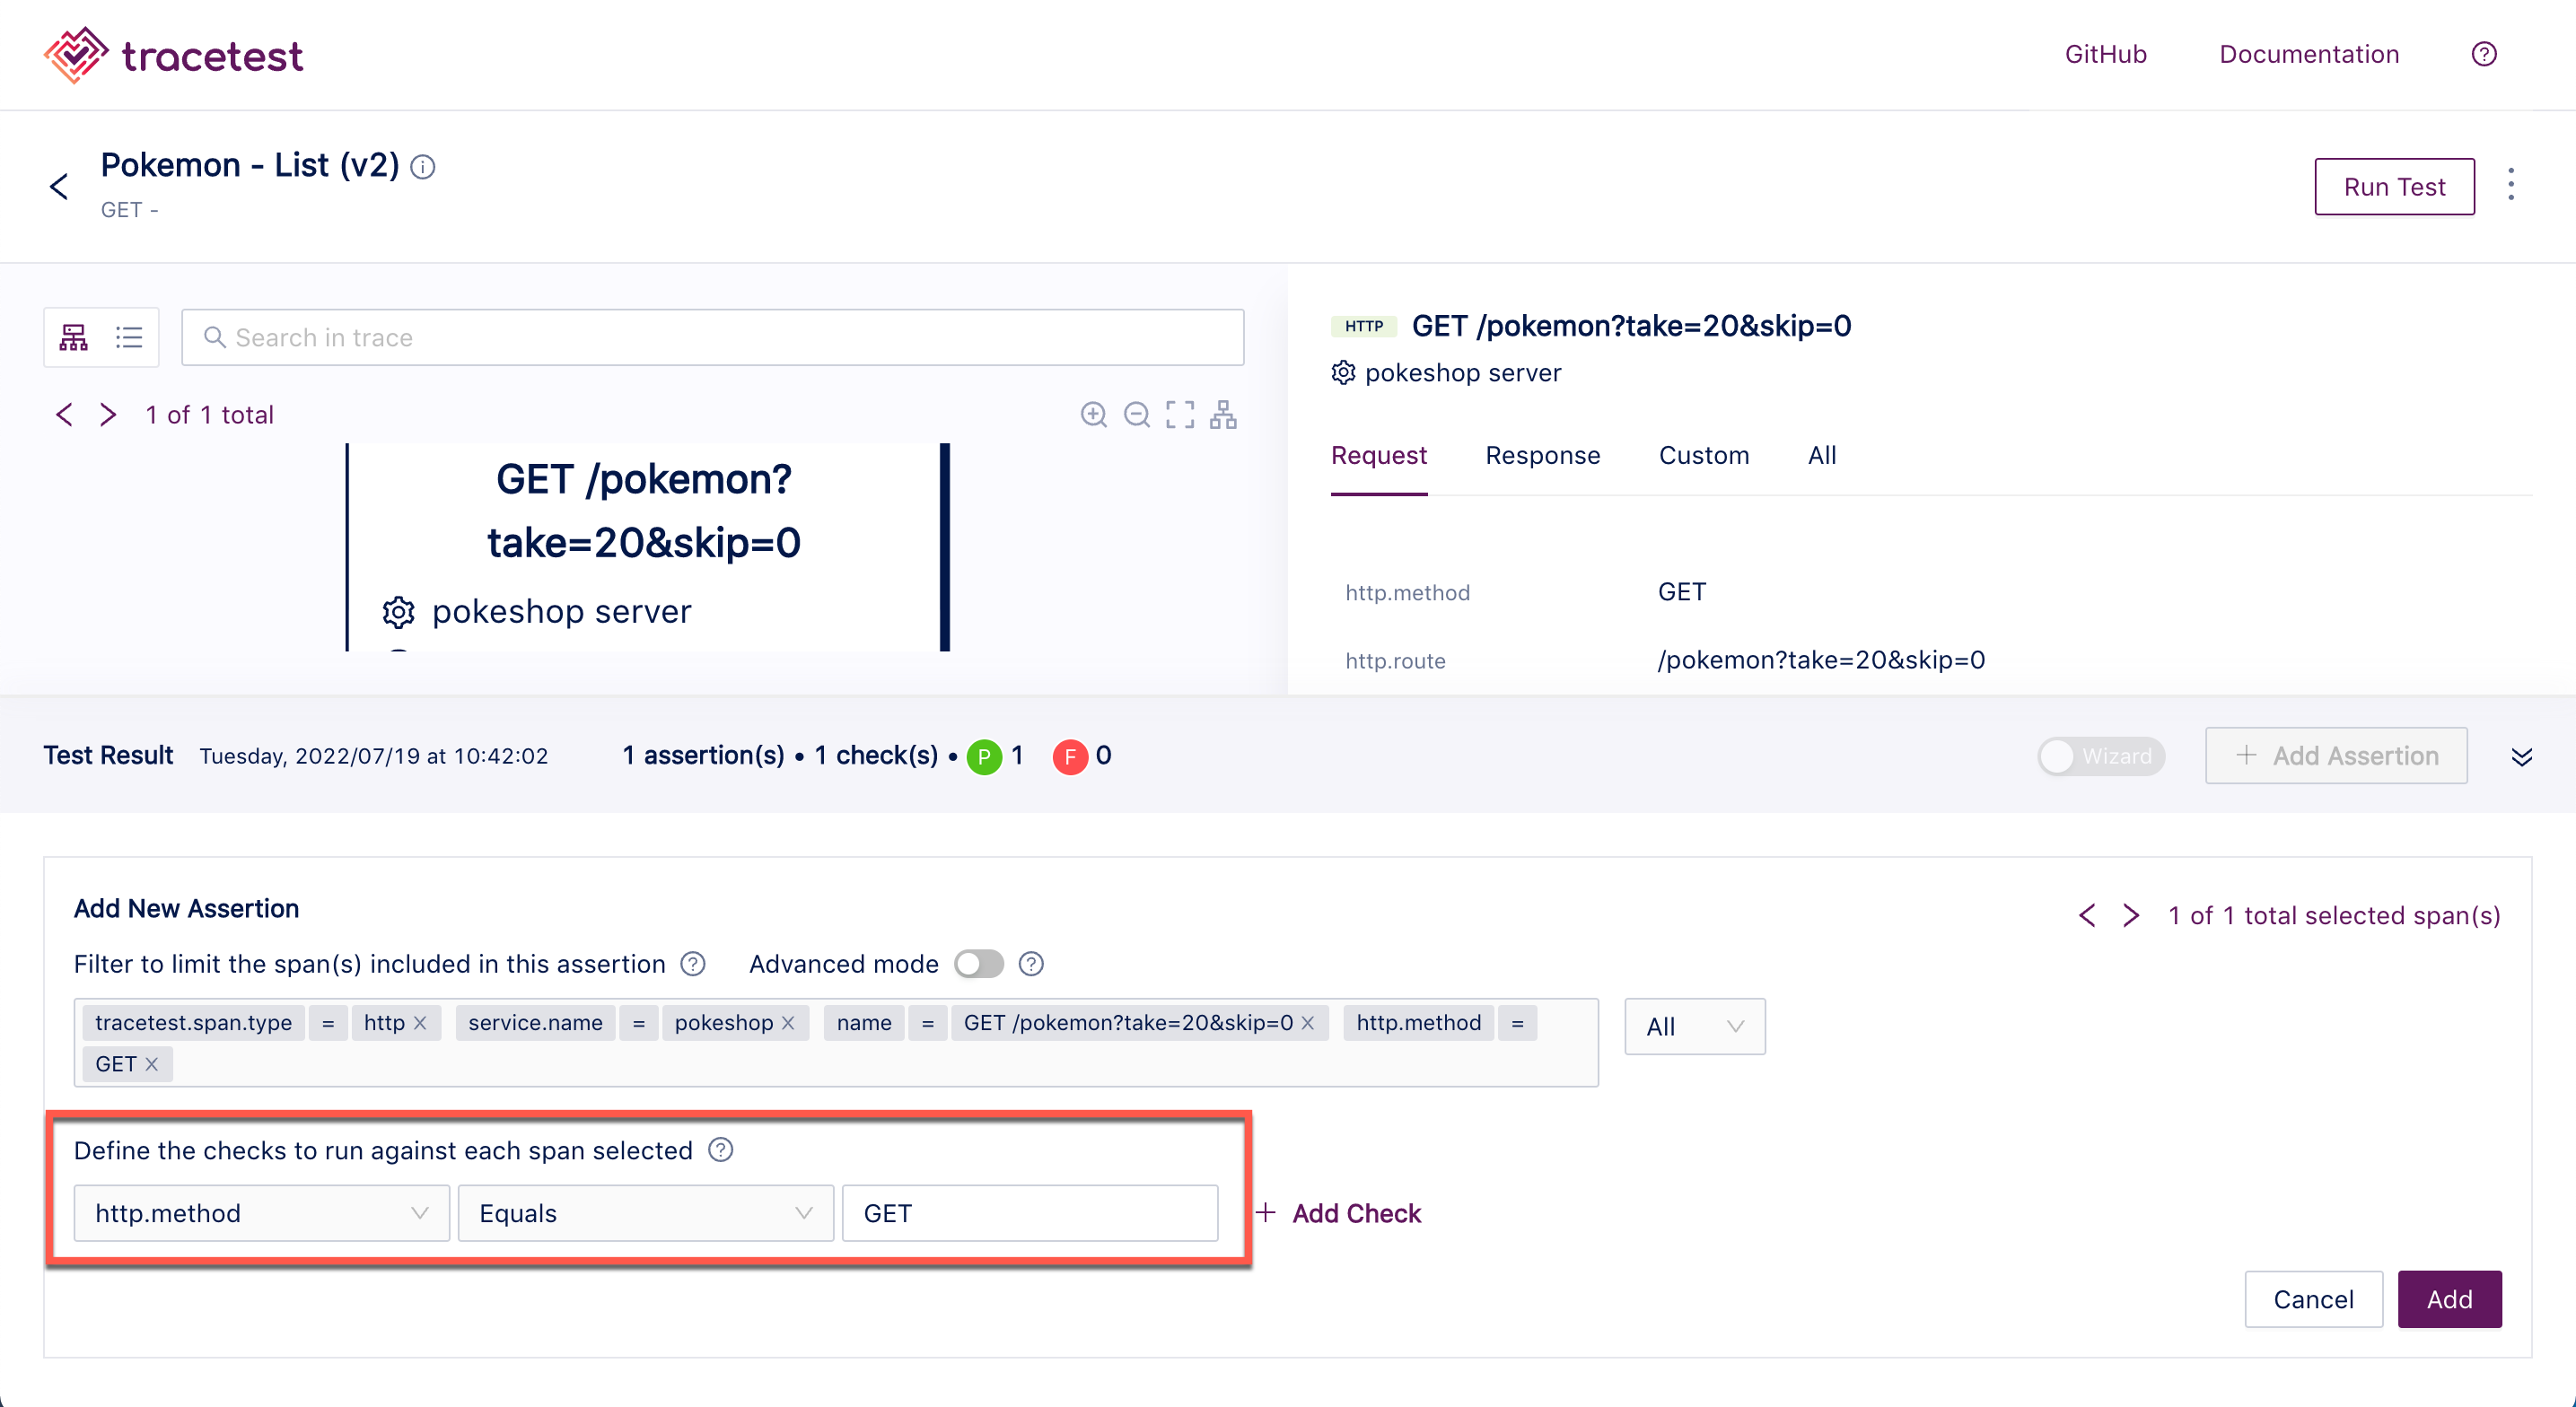 tracetest
GitHub
Documentation
Pokemon - List (v2)
GET -
Run Test
Search in trace
1 of 1 total
GET /pokemon?
take=20&skip=0
pokeshop server
HTTP GET /pokemon?take=20&skip=0
pokeshop server
Request Response Custom All
http.method GET
http.route /pokemon?take=20&skip=0
Test Result Tuesday, 2022/07/19 at 10:42:02 1 assertion(s) • 1 check(s) • P 1 F 0
Wizard
+ Add Assertion
Add New Assertion
1 of 1 total selected span(s)
Filter to limit the span(s) included in this assertion ? Advanced mode ?
tracetest.span.type = http × service.name = pokeshop × name = GET /pokemon?take=20&skip=0 × http.method =
GET ×
All
Define the checks to run against each span selected ?
http.method Equals GET + Add Check
Cancel Add